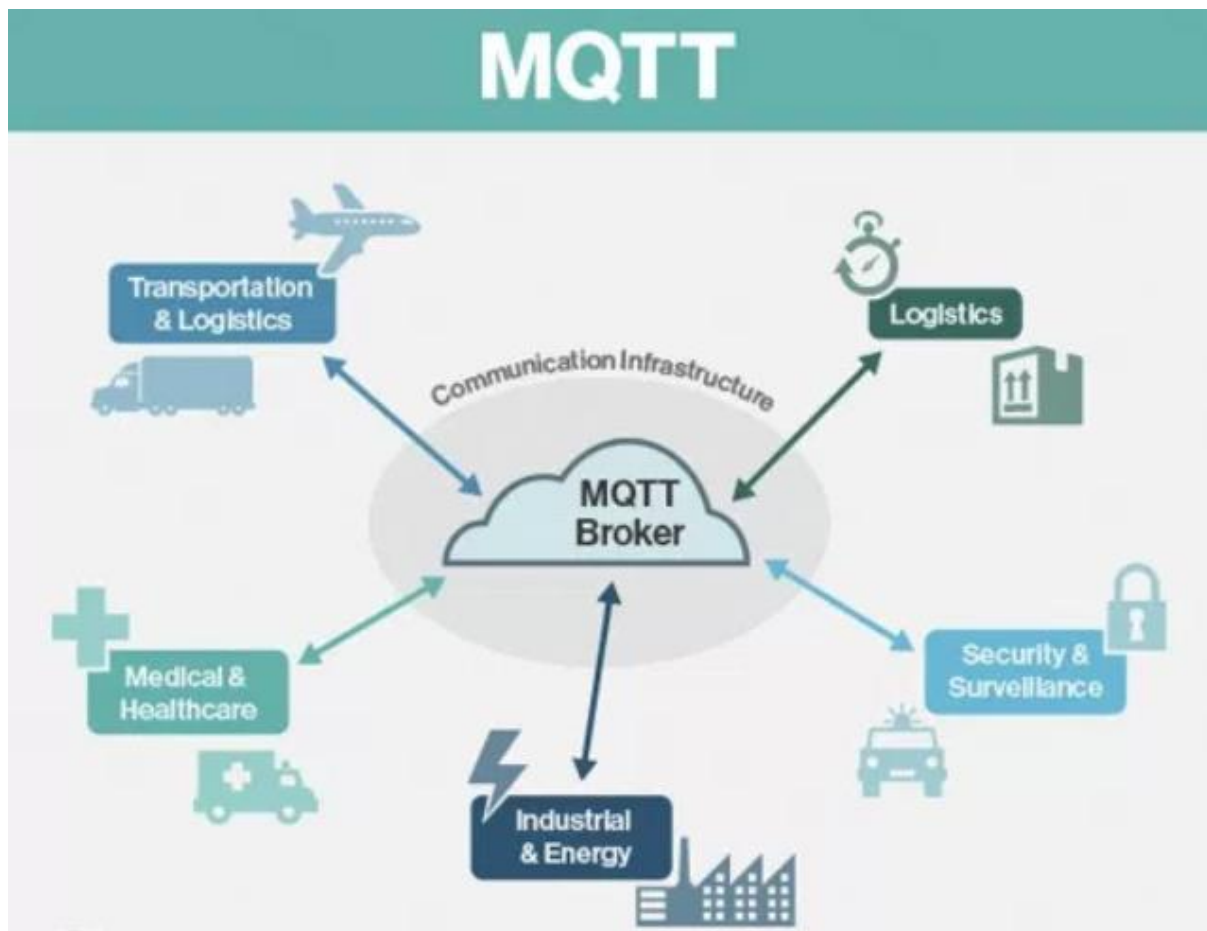 MQTT
Transportation
& Logistics
Logistics
Communication Infrastructure
MQTT
Broker
Medical &
Healthcare
Security &
Surveillance
Industrial
& Energy